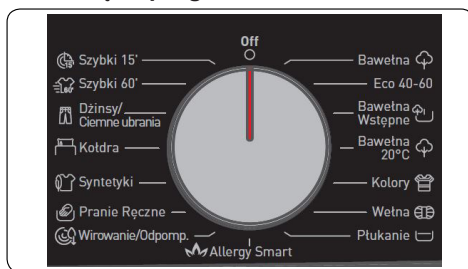 Off
Szybki 15'
Szybki 60'
Dżinsy/
Ciemne ubrania
Kołdra
Syntetyki
Pranie Ręczne
Wirowanie/Odpomp.
Allergy Smart
Bawełna
Eco 40-60
Bawełna
Wstępne
Bawełna
20°C
Kolory
Wełna
Płukanie